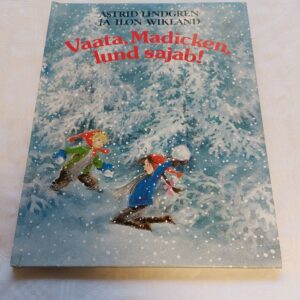 ASTRID LINDGREN
JA ILON WIKLAND
Vaata, Madicken,
lund sajab!